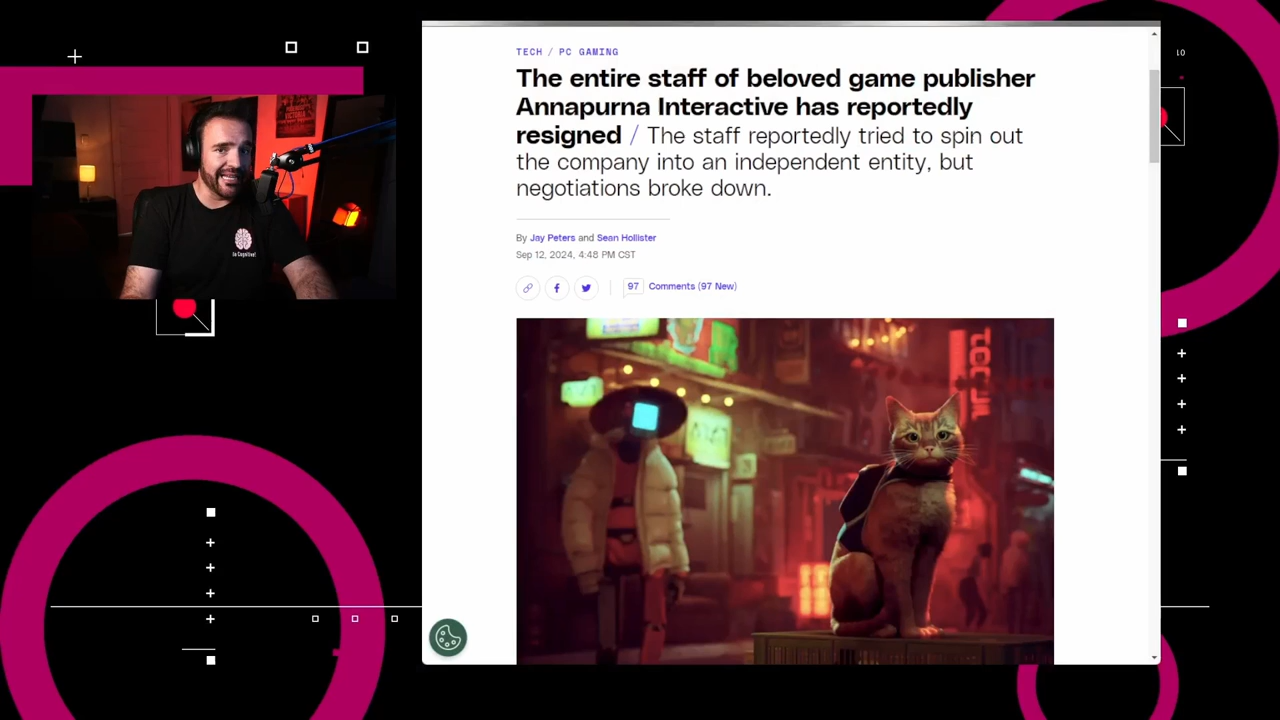 TECH / PC GAMING
The entire staff of beloved game publisher
Annapurna Interactive has reportedly
resigned / The staff reportedly tried to spin out
the company into an independent entity, but
negotiations broke down.
By Jay Peters and Sean Hollister
Sep 12, 2024, 4:48 PM CST
97 Comments (97 New)